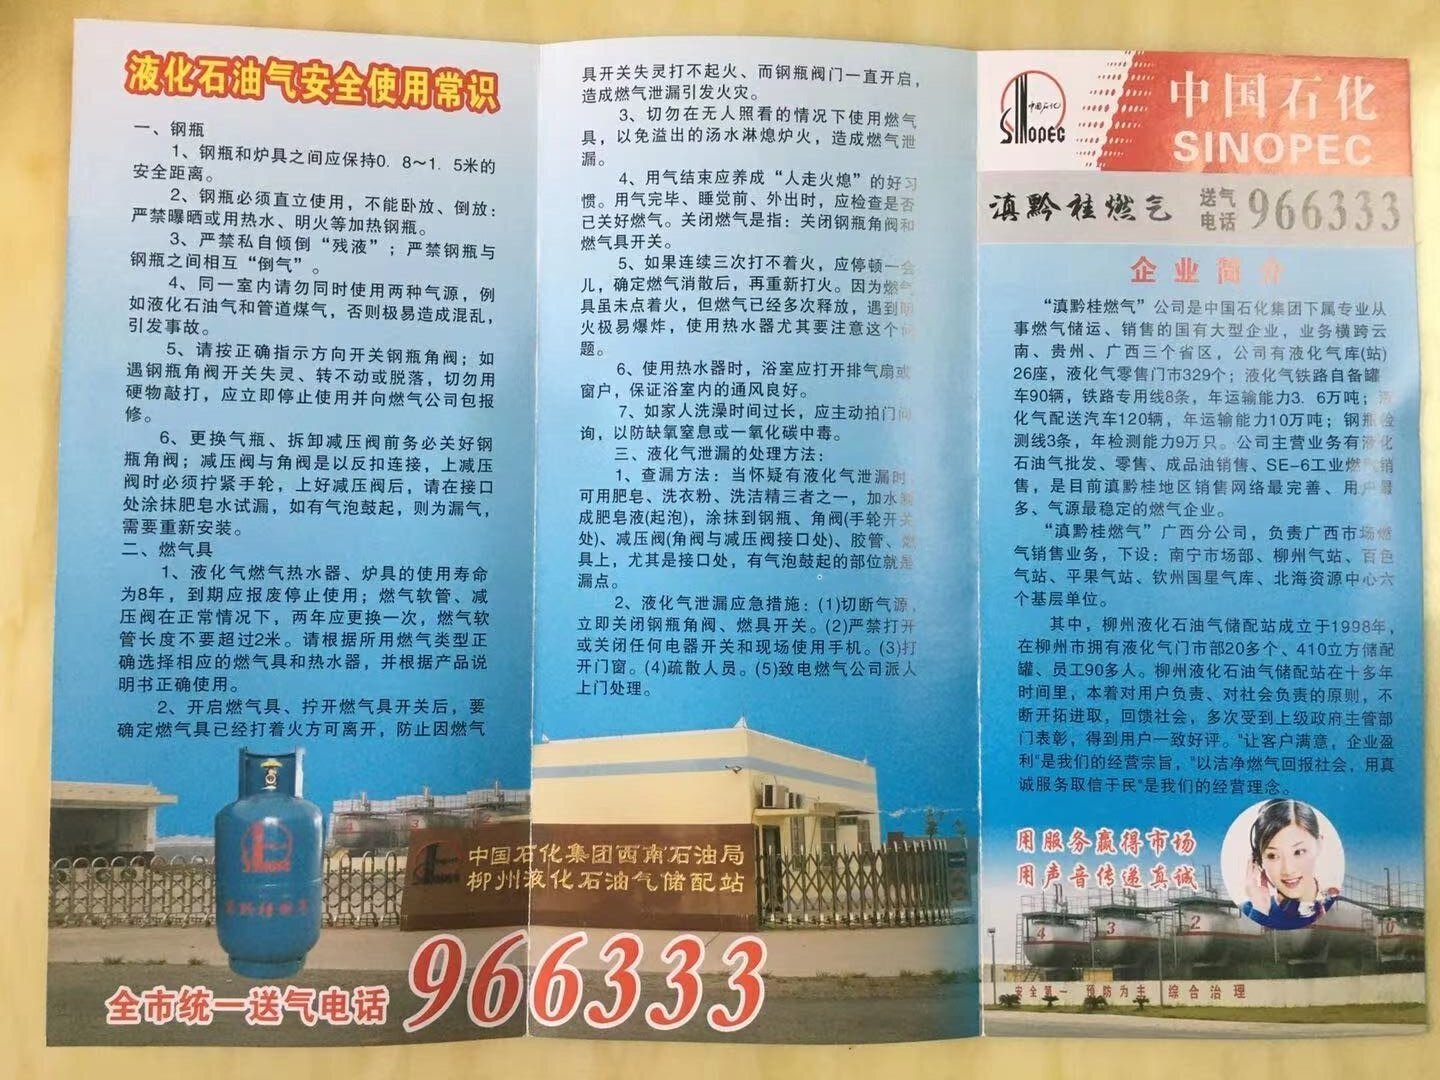 液化石油气安全使用常识
一、钢瓶
1、钢瓶和炉具之间应保持0.8～1.5米的
安全距离。
2、钢瓶必须直立使用，不能卧放、倒放；
严禁曝晒或用热水、明火等加热钢瓶。
3、严禁私自倾倒“残液”；严禁钢瓶与
钢瓶之间相互“倒气”。
4、同一室内请勿同时使用两种气源，例
如液化石油气和管道煤气，否则极易造成混乱，
引发事故。
5、请按正确指示方向开关钢瓶角阀；如
遇钢瓶角阀开关失灵、转不动或脱落，切勿用
硬物敲打，应立即停止使用并向燃气公司包报
修。
6、更换气瓶、拆卸减压阀前务必关好钢
瓶角阀；减压阀与角阀是以反扣连接，上减压
阀时必须拧紧手轮，上好减压阀后，请在接口
处涂抹肥皂水试漏，如有气泡鼓起，则为漏气，
需要重新安装。
二、燃气具
1、液化气燃气热水器、炉具的使用寿命
为8年，到期应报废停止使用；燃气软管、减
压阀在正常情况下，两年应更换一次，燃气软
管长度不要超过2米。请根据所用燃气类型正
确选择相应的燃气具和热水器，并根据产品说
明书正确使用。
2、开启燃气具、拧开燃气具开关后，要
确定燃气具已经打着火方可离开，防止因燃气
具开关失灵打不起火、而钢瓶阀门一直开启，
造成燃气泄漏引发火灾。
3、切勿在无人照看的情况下使用燃气
具，以免溢出的汤水淋熄炉火，造成燃气泄
漏。
4、用气结束应养成“人走火熄”的好习
惯。用气完毕、睡觉前、外出时，应检查是否
已关好燃气。关闭燃气是指：关闭钢瓶角阀和
燃气具开关。
5、如果连续三次打不着火，应停顿一会
儿，确定燃气消散后，再重新打火。因为燃气
具虽未点着火，但燃气已经多次释放，遇到明
火极易爆炸，使用热水器尤其要注意这个问
题。
6、使用热水器时，浴室应打开排气扇或
窗户，保证浴室内的通风良好。
7、如家人洗澡时间过长，应主动拍门问
询，以防缺氧窒息或一氧化碳中毒。
三、液化气泄漏的处理方法：
1、查漏方法：当怀疑有液化气泄漏时，
可用肥皂、洗衣粉、洗洁精三者之一，加水制
成肥皂液(起泡)，涂抹到钢瓶、角阀(手轮开关
处)、减压阀(角阀与减压阀接口处)、胶管、燃
具上，尤其是接口处，有气泡鼓起的部位就是
漏点。
2、液化气泄漏应急措施：(1)切断气源，
立即关闭钢瓶角阀、燃具开关。(2)严禁打开
或关闭任何电器开关和现场使用手机。(3)打
开门窗。(4)疏散人员。(5)致电燃气公司派人
上门处理。
中国石化集团西南石油局
柳州液化石油气储配站
全市统一送气电话 966333
中国石化
SINOPEC
中国石化
SINOPEC
滇黔桂燃气 送气电话 966333
企业简介
“滇黔桂燃气”公司是中国石化集团下属专业从
事燃气储运、销售的国有大型企业，业务横跨云
南、贵州、广西三个省区，公司有液化气库(站)
26座，液化气零售门市329个；液化气铁路自备罐
车90辆，铁路专用线8条，年运输能力3.6万吨；液
化气配送汽车120辆，年运输能力10万吨；钢瓶检
测线3条，年检测能力9万只。公司主营业务有液化
石油气批发、零售、成品油销售、SE-6工业燃气销
售，是目前滇黔桂地区销售网络最完善、用户最
多、气源最稳定的燃气企业。
“滇黔桂燃气”广西分公司，负责广西市场燃
气销售业务，下设：南宁市场部、柳州气站、百色
气站、平果气站、钦州国星气库、北海资源中心六
个基层单位。
其中，柳州液化石油气储配站成立于1998年，
在柳州市拥有液化气门市部20多个、410立方储配
罐、员工90多人。柳州液化石油气储配站在十多年
时间里，本着对用户负责、对社会负责的原则，不
断开拓进取，回馈社会，多次受到上级政府主管部
门表彰，得到用户一致好评。"让客户满意，企业盈
利"是我们的经营宗旨，"以洁净燃气回报社会，用真
诚服务取信于民"是我们的经营理念。
用服务赢得市场
用声音传递真诚
4 3 2 0
安全第一 预防为主 综合治理